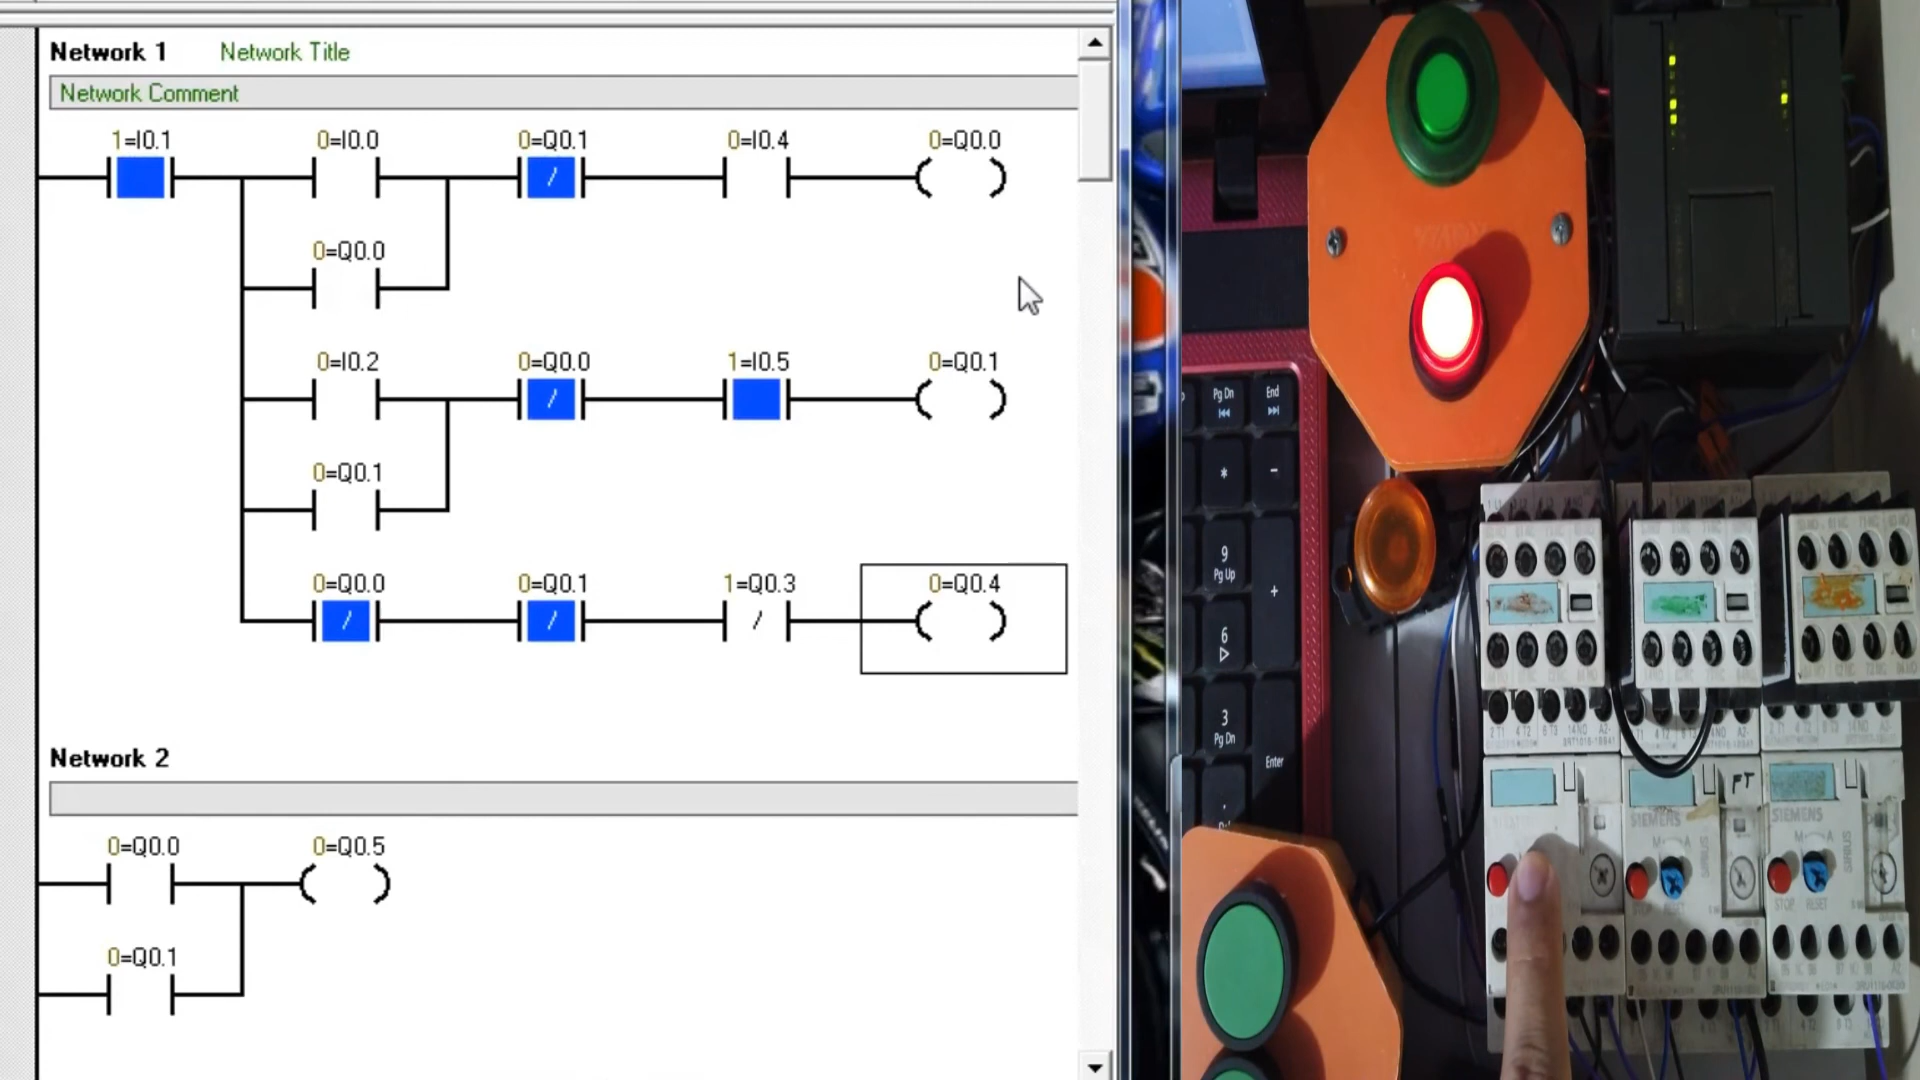 Network 1 Network Title
Network Comment
1=I0.1 0=I0.0 0=Q0.1 0=I0.4 0=Q0.0
0=Q0.0
0=I0.2 0=Q0.0 1=I0.5 0=Q0.1
0=Q0.1
0=Q0.0 0=Q0.1 1=Q0.3 0=Q0.4
Network 2
0=Q0.0 0=Q0.5
0=Q0.1
Pg Dn End
* -
9
Pg Up
+
6
3
Pg Dn
Enter
FT
SIEMENS SIEMENS
M A M A
STOP RESET